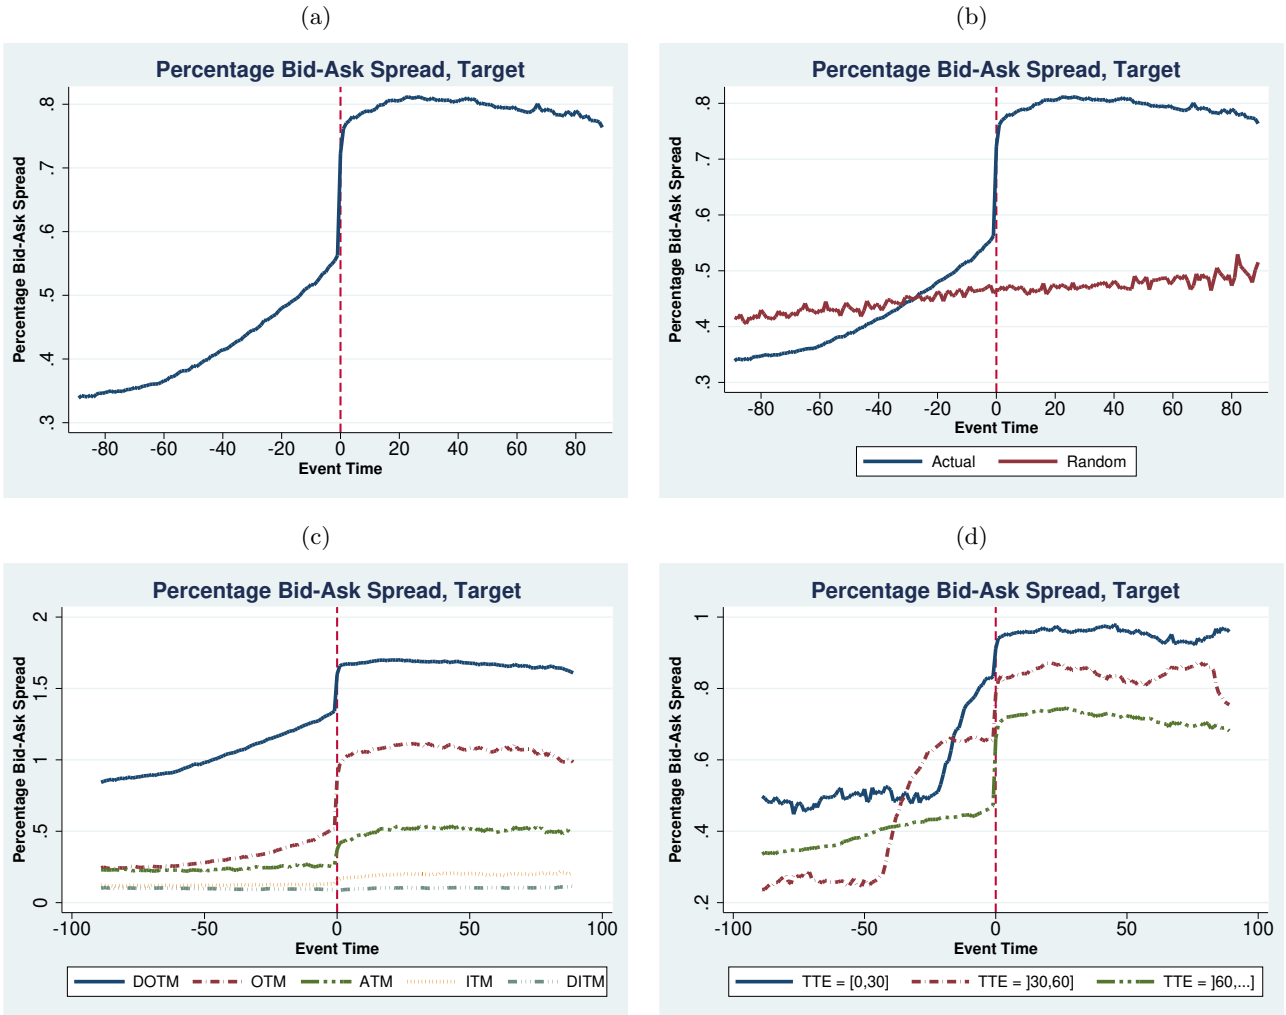 (a)
Percentage Bid-Ask Spread, Target
Percentage Bid-Ask Spread
.8
.7
.6
.5
.4
.3
-80 -60 -40 -20 0 20 40 60 80
Event Time
(b)
Percentage Bid-Ask Spread, Target
Percentage Bid-Ask Spread
.8
.7
.6
.5
.4
.3
-80 -60 -40 -20 0 20 40 60 80
Event Time
Actual Random
(c)
Percentage Bid-Ask Spread, Target
Percentage Bid-Ask Spread
2
1.5
1
.5
0
-100 -50 0 50 100
Event Time
DOTM OTM ATM ITM DITM
(d)
Percentage Bid-Ask Spread, Target
Percentage Bid-Ask Spread
1
.8
.6
.4
.2
-100 -50 0 50 100
Event Time
TTE = [0,30] TTE = ]30,60] TTE = ]60,...]